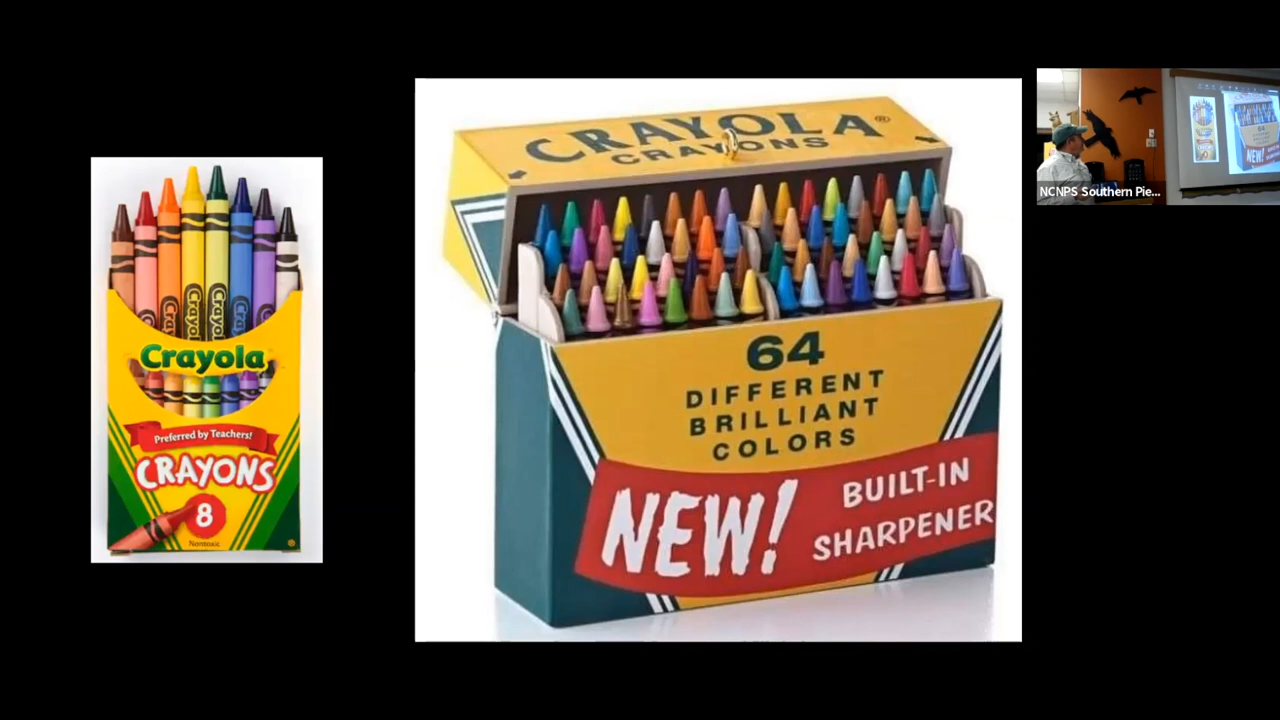 Crayola
Preferred by Teachers!
CRAYONS
8
Nontoxic
CRAYOLA®
CRAYONS
64
DIFFERENT
BRILLIANT
COLORS
NEW!
BUILT-IN
SHARPENER
NCNPS Southern Pie...